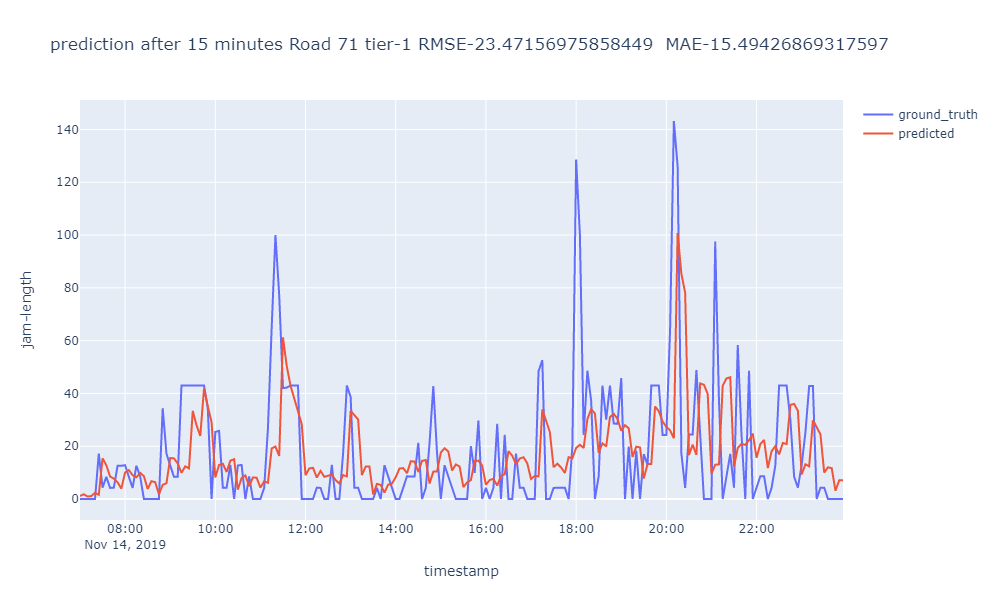 prediction after 15 minutes Road 71 tier-1 RMSE-23.47156975858449  MAE-15.49426869317597
ground_truth
predicted
140
120
100
80
60
40
20
0
jam-length
08:00 10:00 12:00 14:00 16:00 18:00 20:00 22:00
Nov 14, 2019
timestamp